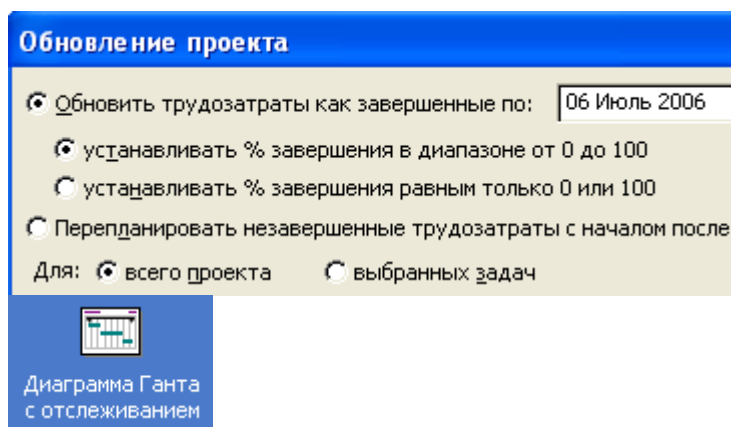 Обновление проекта
Обновить трудозатраты как завершенные по: 06 Июль 2006
устанавливать % завершения в диапазоне от 0 до 100
устанавливать % завершения равным только 0 или 100
Перепланировать незавершенные трудозатраты с началом после
Для: всего проекта выбранных задач
Диаграмма Ганта
с отслеживанием